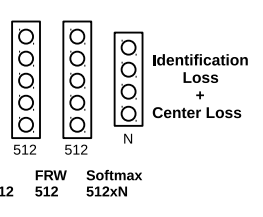 Identification
Loss
+
Center Loss
512 512 N
FRW Softmax
12 512 512xN